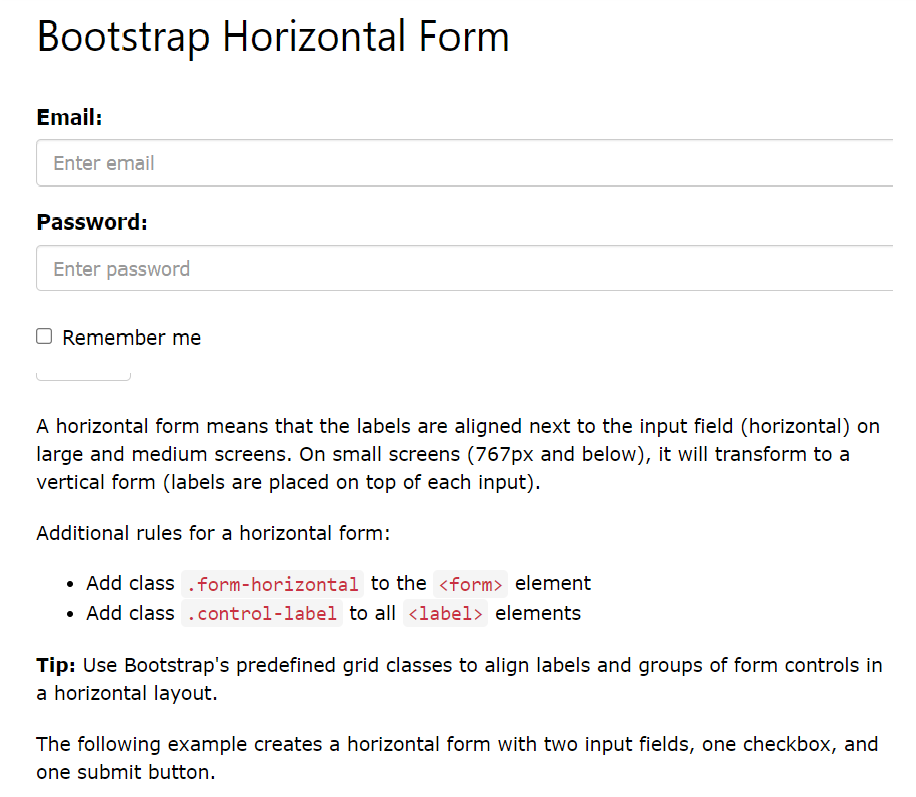 Bootstrap Horizontal Form
Email:
Enter email
Password:
Enter password
Remember me
A horizontal form means that the labels are aligned next to the input field (horizontal) on
large and medium screens. On small screens (767px and below), it will transform to a
vertical form (labels are placed on top of each input).
Additional rules for a horizontal form:
• Add class .form-horizontal to the <form> element
• Add class .control-label to all <label> elements
Tip: Use Bootstrap's predefined grid classes to align labels and groups of form controls in
a horizontal layout.
The following example creates a horizontal form with two input fields, one checkbox, and
one submit button.